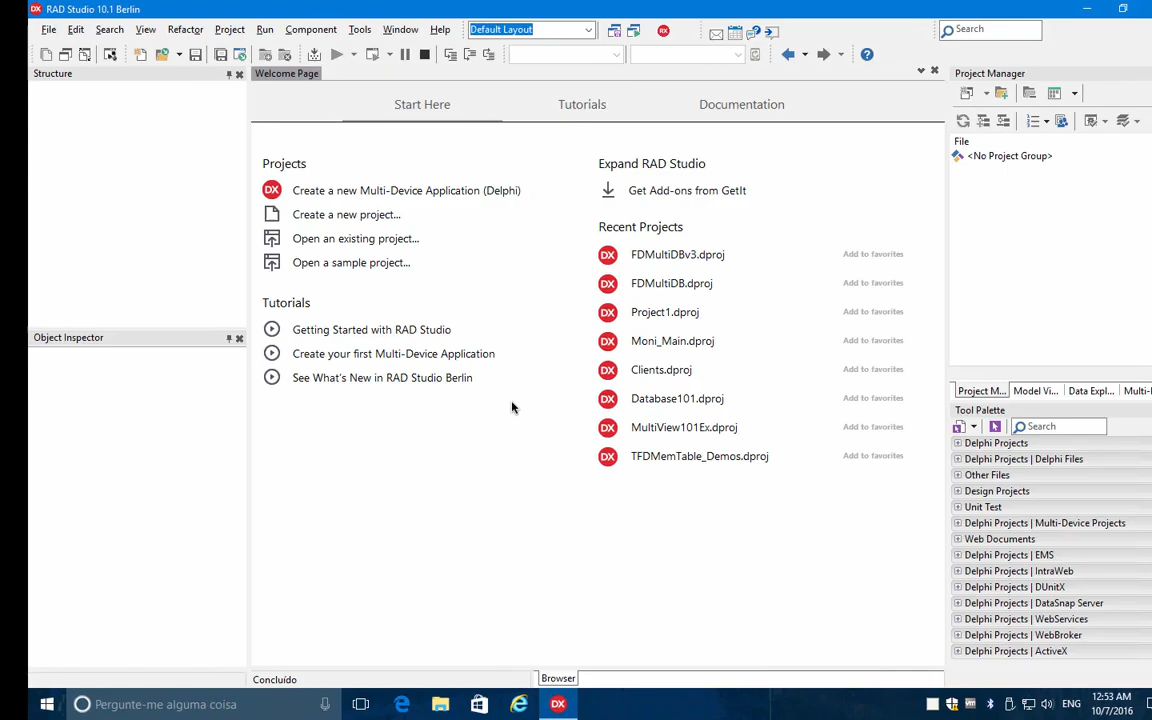 RAD Studio 10.1 Berlin
File Edit Search View Refactor Project Run Component Tools Window Help Default Layout Search
Structure
Welcome Page
Project Manager
Start Here Tutorials Documentation
File
<No Project Group>
Projects
Create a new Multi-Device Application (Delphi)
Create a new project...
Open an existing project...
Open a sample project...
Tutorials
Getting Started with RAD Studio
Create your first Multi-Device Application
See What's New in RAD Studio Berlin
Expand RAD Studio
Get Add-ons from GetIt
Recent Projects
DX FDMultiDBv3.dproj Add to favorites
DX FDMultiDB.dproj Add to favorites
DX Project1.dproj Add to favorites
DX Moni_Main.dproj Add to favorites
DX Clients.dproj Add to favorites
DX Database101.dproj Add to favorites
DX MultiView101Ex.dproj Add to favorites
DX TFDMemTable_Demos.dproj Add to favorites
Object Inspector
Project M... Model Vi... Data Expl... Multi-
Tool Palette
Search
Delphi Projects
Delphi Projects | Delphi Files
Other Files
Design Projects
Unit Test
Delphi Projects | Multi-Device Projects
Web Documents
Delphi Projects | EMS
Delphi Projects | IntraWeb
Delphi Projects | DUnitX
Delphi Projects | DataSnap Server
Delphi Projects | WebServices
Delphi Projects | WebBroker
Delphi Projects | ActiveX
Concluído
Browser
Pergunte-me alguma coisa
DX
ENG
12:53 AM
10/7/2016